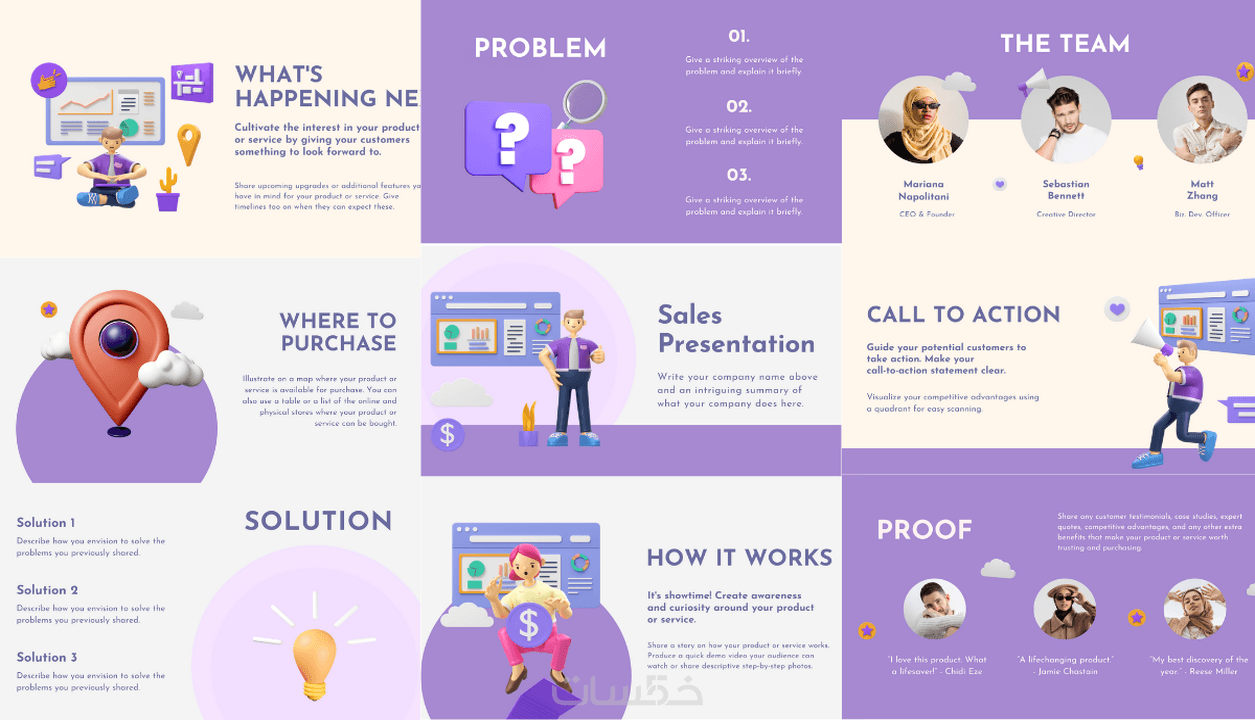 WHAT'S
HAPPENING NE
Cultivate the interest in your product
or service by giving your customers
something to look forward to.
Share upcoming upgrades or additional features yo
have in mind for your product or service. Give
timelines too on when they can expect these.
PROBLEM
?
?
01.
Give a striking overview of the
problem and explain it briefly.
02.
Give a striking overview of the
problem and explain it briefly.
03.
Give a striking overview of the
problem and explain it briefly.
THE TEAM
Mariana
Napolitani
CEO & Founder
Sebastian
Bennett
Creative Director
Matt
Zhang
Biz. Dev. Officer
WHERE TO
PURCHASE
Illustrate on a map where your product or
service is available for purchase. You can
also use a table or a list of the online and
physical stores where your product or
service can be bought.
$
Sales
Presentation
Write your company name above
and an intriguing summary of
what your company does here.
CALL TO ACTION
Guide your potential customers to
take action. Make your
call-to-action statement clear.
Visualize your competitive advantages using
a quadrant for easy scanning.
SOLUTION
Solution 1
Describe how you envision to solve the
problems you previously shared.
Solution 2
Describe how you envision to solve the
problems you previously shared.
Solution 3
Describe how you envision to solve the
problems you previously shared.
$
HOW IT WORKS
It's showtime! Create awareness
and curiosity around your product
or service.
Share a story on how your product or service works.
Produce a quick demo video your audience can
watch or share descriptive step-by-step photos.
خمسات
PROOF
Share any customer testimonials, case studies, expert
quotes, competitive advantages, and any other extra
benefits that make your product or service worth
trusting and purchasing.
"I love this product. What
a lifesaver!" - Chidi Eze
"A lifechanging product."
- Jamie Chastain
"My best discovery of the
year." - Reese Miller